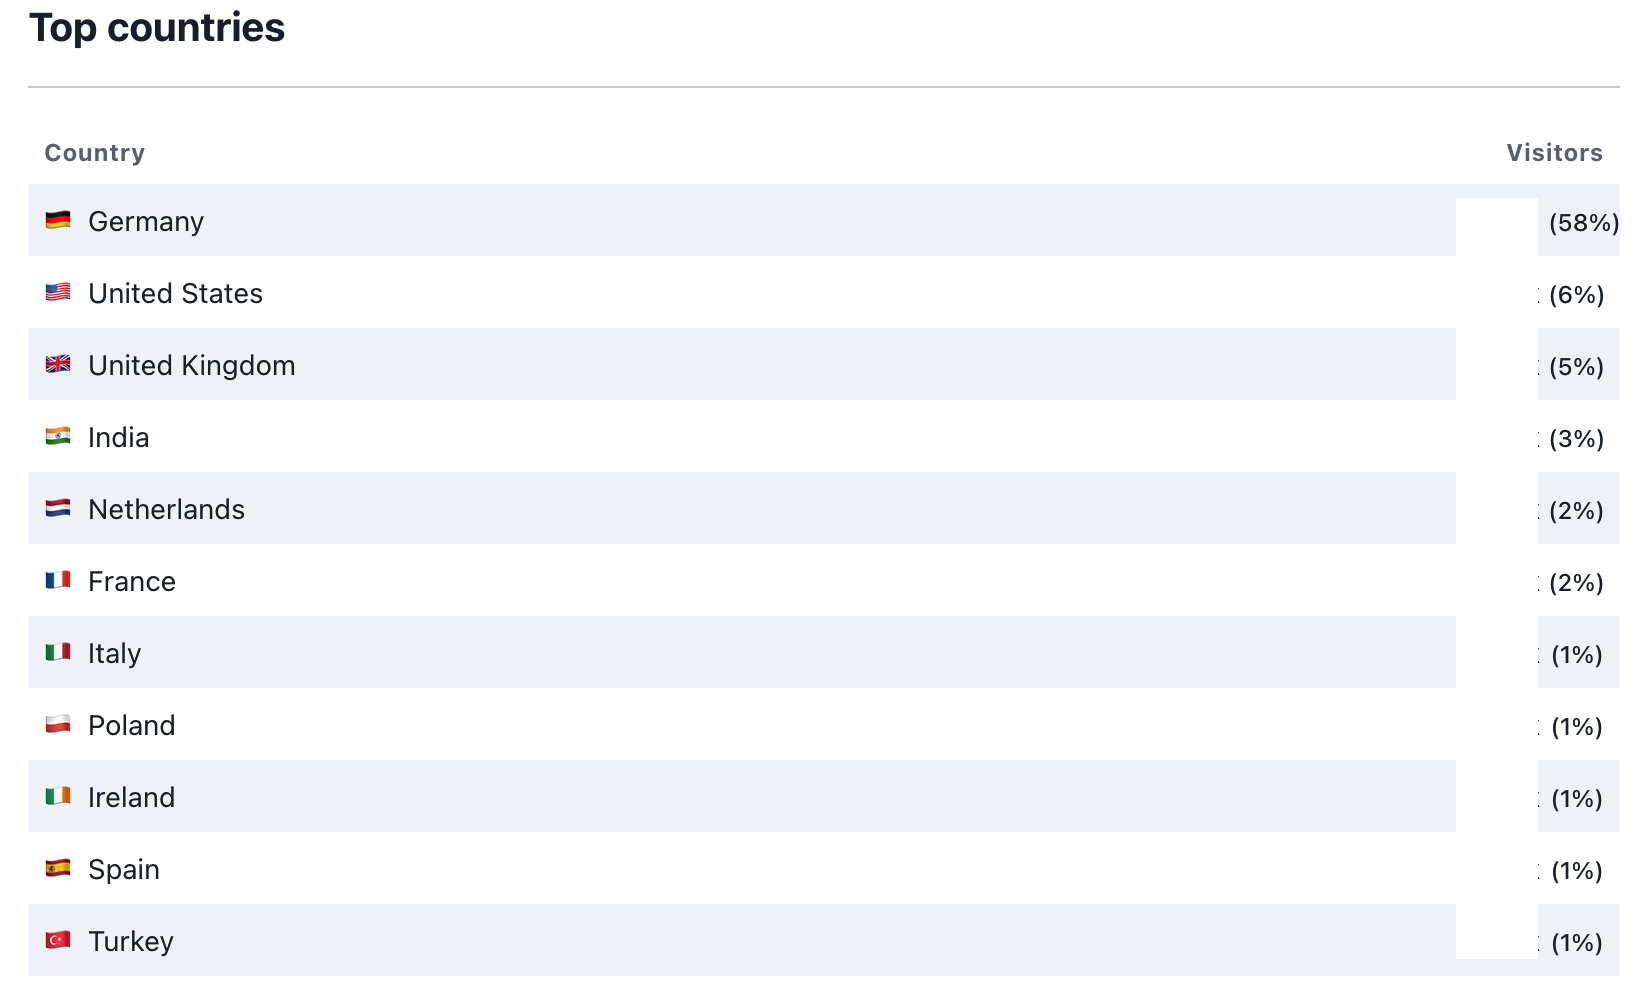 Top countries
Country Visitors
Germany (58%)
United States (6%)
United Kingdom (5%)
India (3%)
Netherlands (2%)
France (2%)
Italy (1%)
Poland (1%)
Ireland (1%)
Spain (1%)
Turkey (1%)